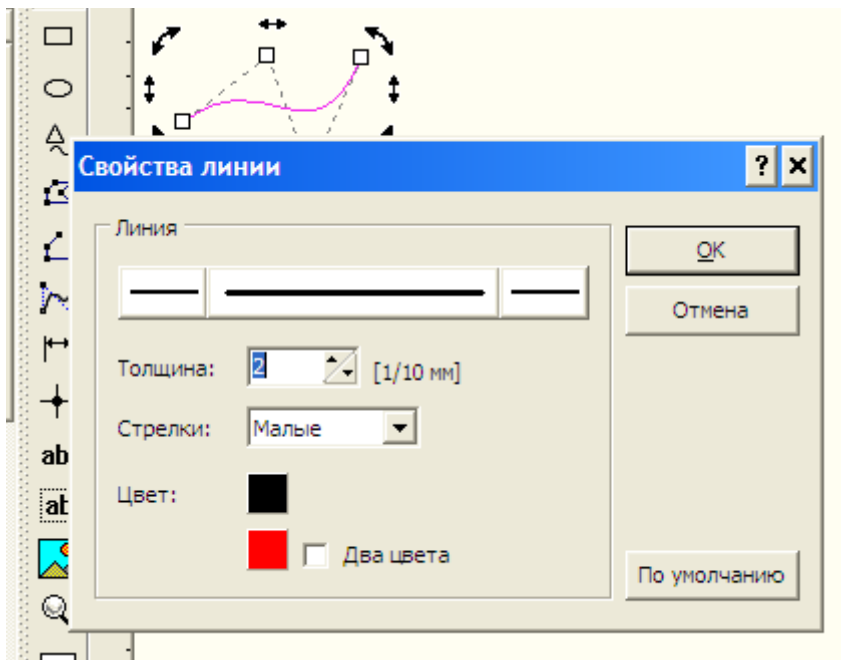 Свойства линии
Линия
OK
Отмена
Толщина: 2 [1/10 мм]
Стрелки: Малые
Цвет:
Два цвета
По умолчанию
ab
ab